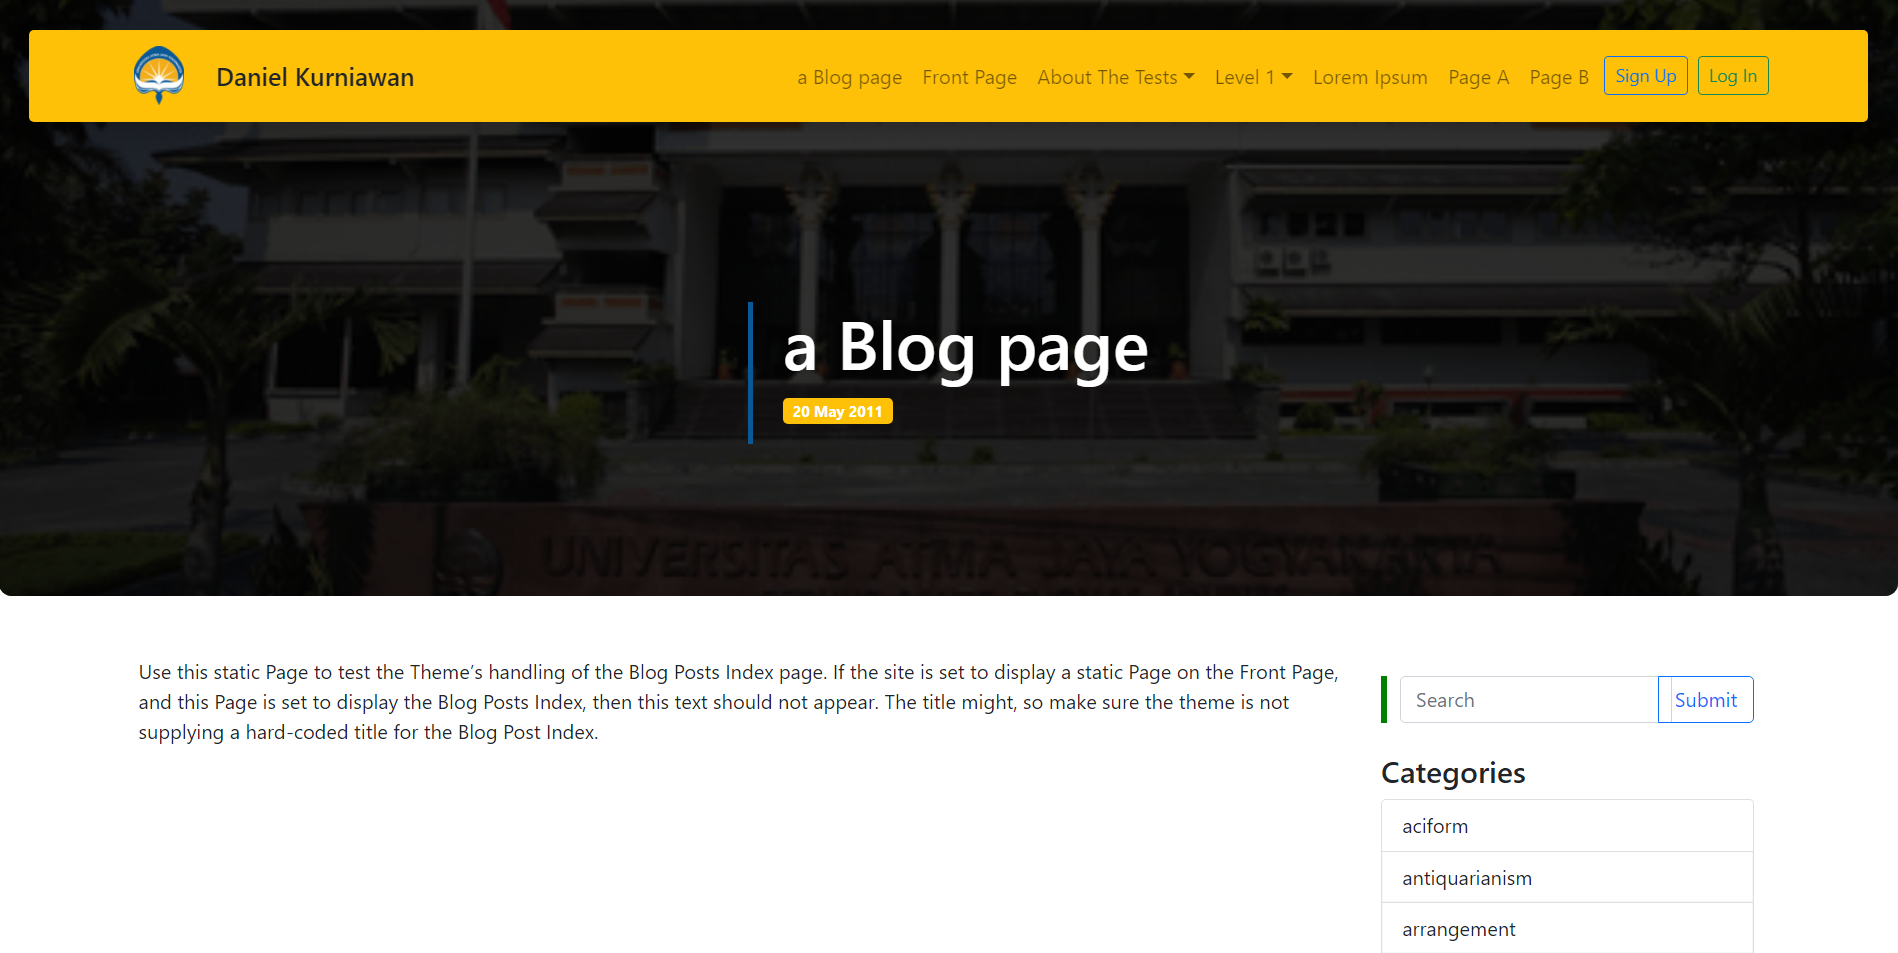 Daniel Kurniawan
a Blog page Front Page About The Tests Level 1 Lorem Ipsum Page A Page B Sign Up Log In
a Blog page
20 May 2011
UNIVERSITAS ATMA JAYA YOGYAKARTA
Use this static Page to test the Theme’s handling of the Blog Posts Index page. If the site is set to display a static Page on the Front Page,
and this Page is set to display the Blog Posts Index, then this text should not appear. The title might, so make sure the theme is not
supplying a hard-coded title for the Blog Post Index.
Search Submit
Categories
aciform
antiquarianism
arrangement